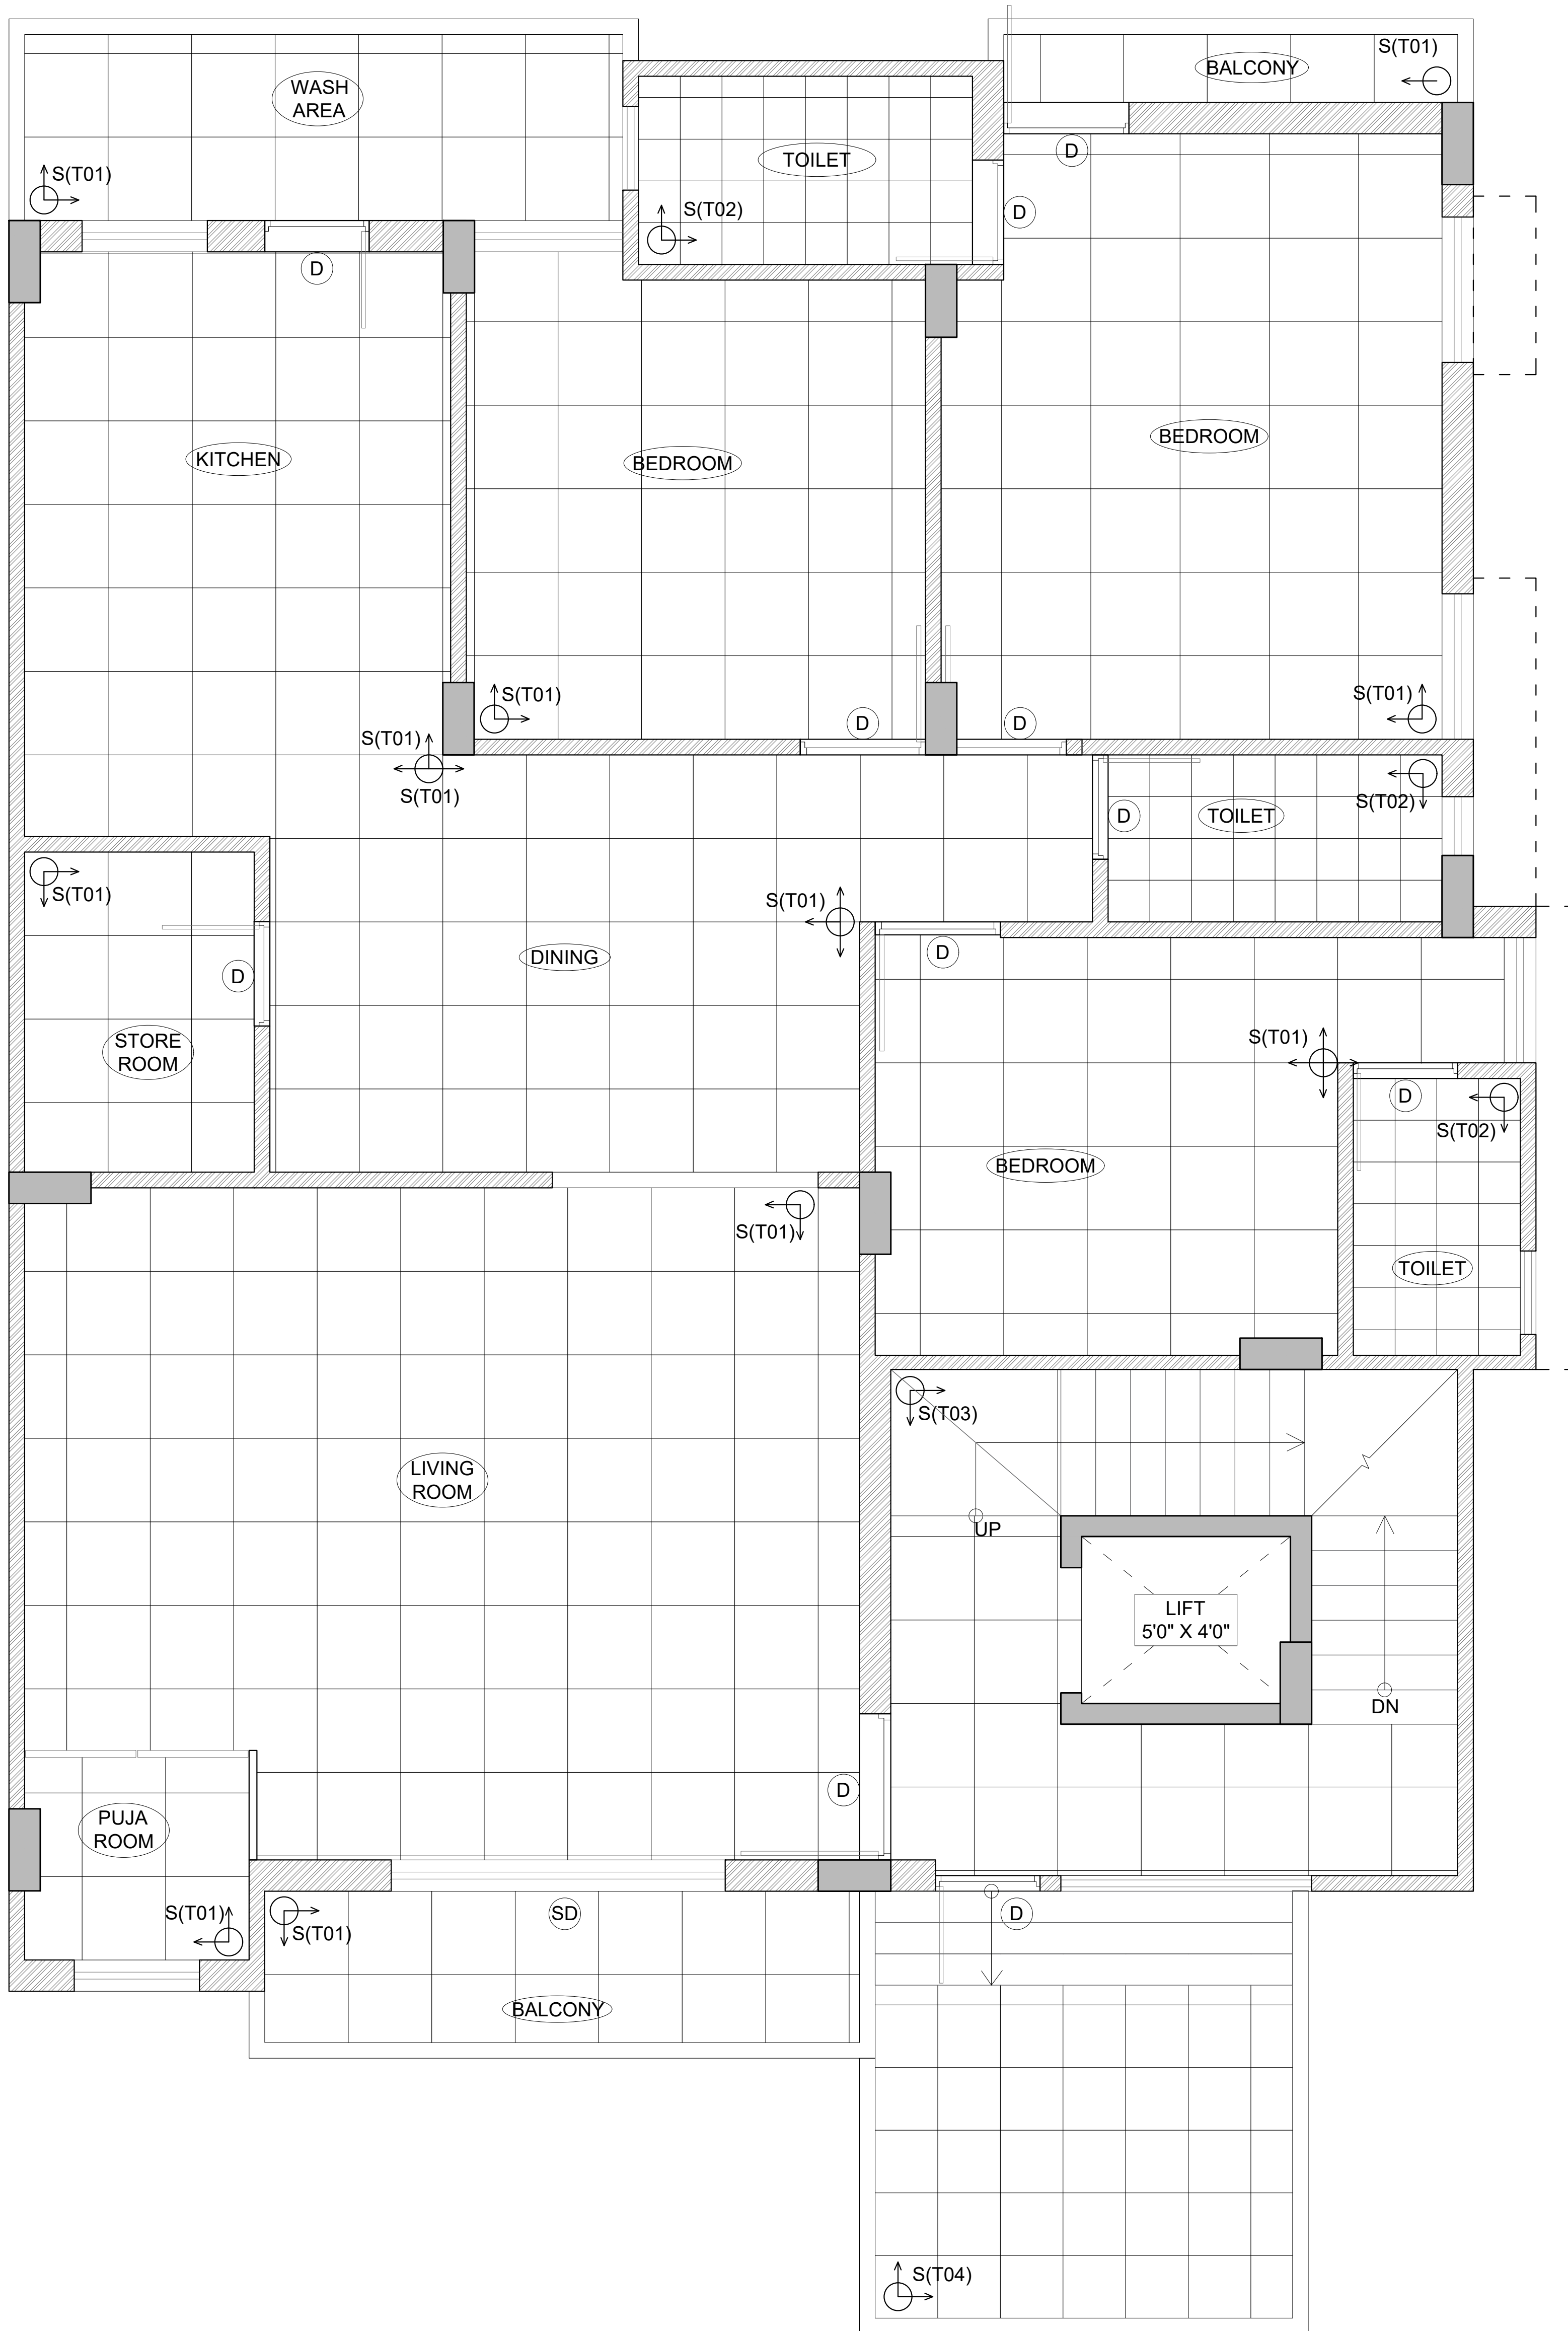 S(T01)
BALCONY
WASH
AREA
TOILET
D
S(T01)
S(T02)
D
D
BEDROOM
KITCHEN
BEDROOM
S(T01)
S(T01)
D
D
S(T01)
S(T01)
S(T02)
TOILET
D
S(T01)
S(T01)
D
DINING
D
STORE
ROOM
S(T01)
D
S(T02)
BEDROOM
S(T01)
TOILET
S(T03)
LIVING
ROOM
UP
LIFT
5'0" X 4'0"
DN
D
PUJA
ROOM
S(T01)
SD
D
S(T01)
BALCONY
S(T04)